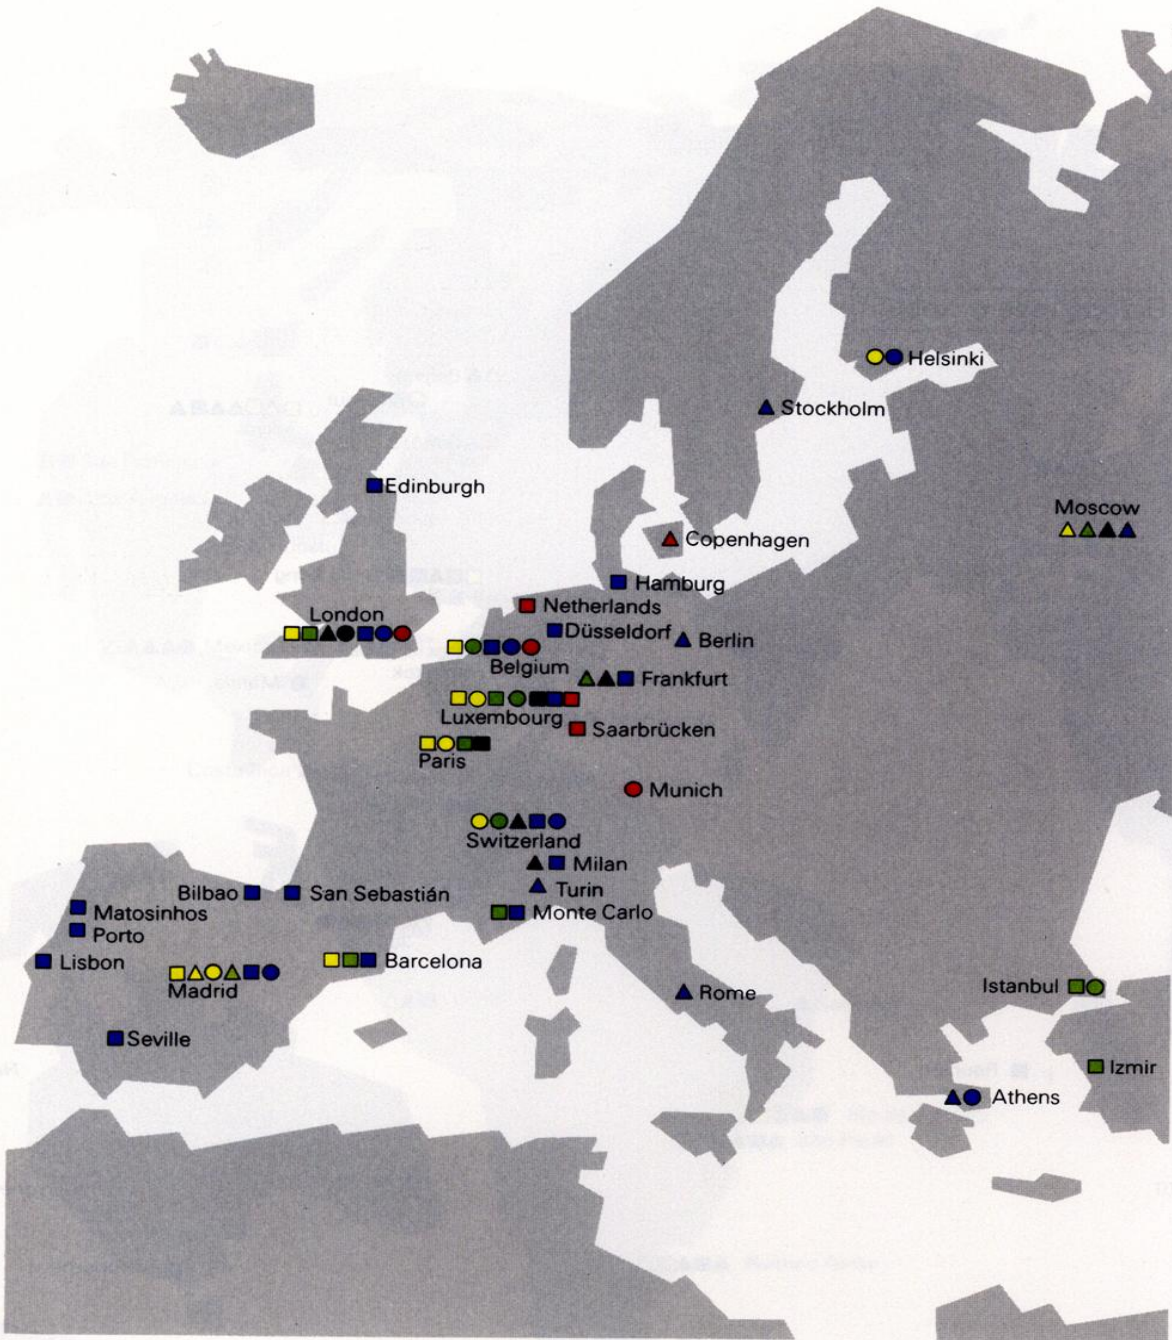 Helsinki
Stockholm
Edinburgh
Moscow
Copenhagen
Hamburg
Netherlands
London
Düsseldorf
Berlin
Belgium
Frankfurt
Luxembourg
Saarbrücken
Paris
Munich
Switzerland
Milan
Turin
Bilbao
San Sebastián
Matosinhos
Monte Carlo
Porto
Lisbon
Barcelona
Madrid
Rome
Istanbul
Seville
Izmir
Athens